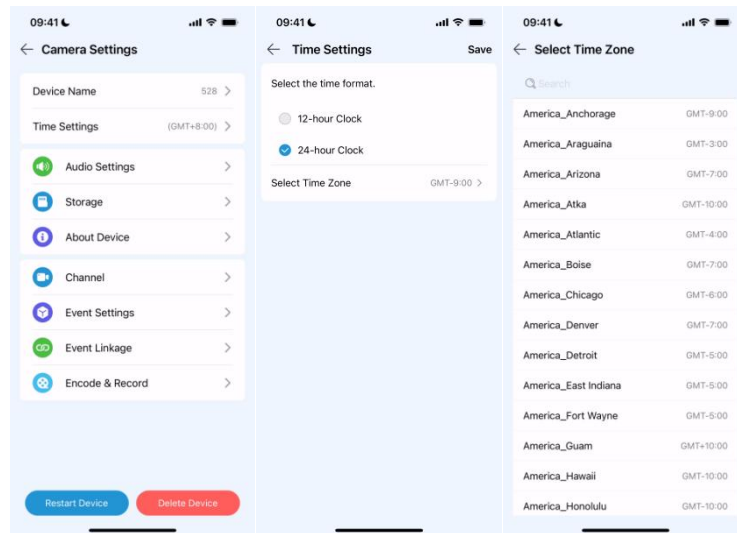 09:41
Camera Settings
Device Name 528
Time Settings (GMT+8:00)
Audio Settings
Storage
About Device
Channel
Event Settings
Event Linkage
Encode & Record
Restart Device
Delete Device
09:41
Time Settings Save
Select the time format.
12-hour Clock
24-hour Clock
Select Time Zone GMT-9:00
09:41
Select Time Zone
Search
America_Anchorage GMT-9:00
America_Araguaina GMT-3:00
America_Arizona GMT-7:00
America_Atka GMT-10:00
America_Atlantic GMT-4:00
America_Boise GMT-7:00
America_Chicago GMT-6:00
America_Denver GMT-7:00
America_Detroit GMT-5:00
America_East Indiana GMT-5:00
America_Fort Wayne GMT-5:00
America_Guam GMT+10:00
America_Hawaii GMT-10:00
America_Honolulu GMT-10:00